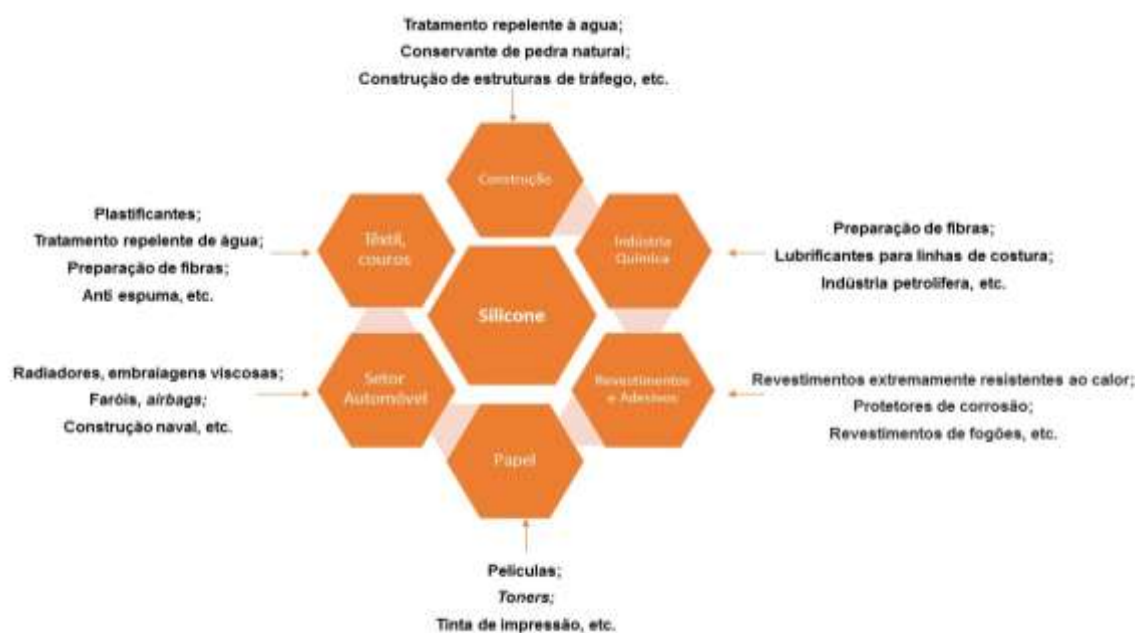 Tratamento repelente à agua;
Conservante de pedra natural;
Construção de estruturas de tráfego, etc.
Construção
Plastificantes;
Tratamento repelente de água;
Preparação de fibras;
Anti espuma, etc.
Têxtil,
couros
Indústria
Química
Preparação de fibras;
Lubrificantes para linhas de costura;
Indústria petrolífera, etc.
Silicone
Radiadores, embraiagens viscosas;
Faróis, airbags;
Construção naval, etc.
Setor
Automóvel
Revestimentos
e Adesivos
Revestimentos extremamente resistentes ao calor;
Protetores de corrosão;
Revestimentos de fogões, etc.
Papel
Películas;
Toners;
Tinta de impressão, etc.